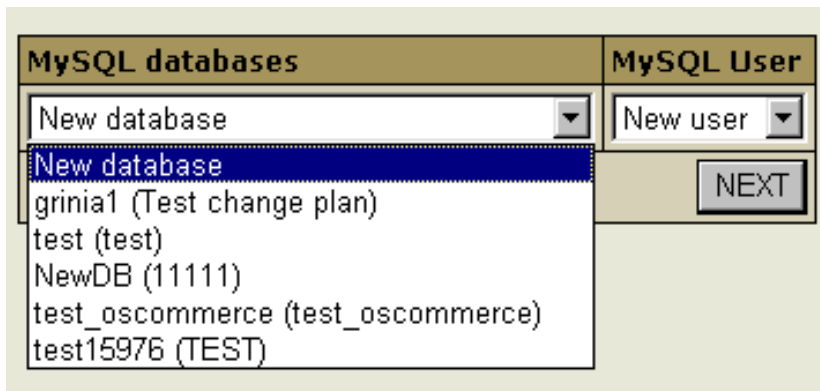 MySQL databases MySQL User
New database New user
New database
NEXT
grinia1 (Test change plan)
test (test)
NewDB (11111)
test_oscommerce (test_oscommerce)
test15976 (TEST)